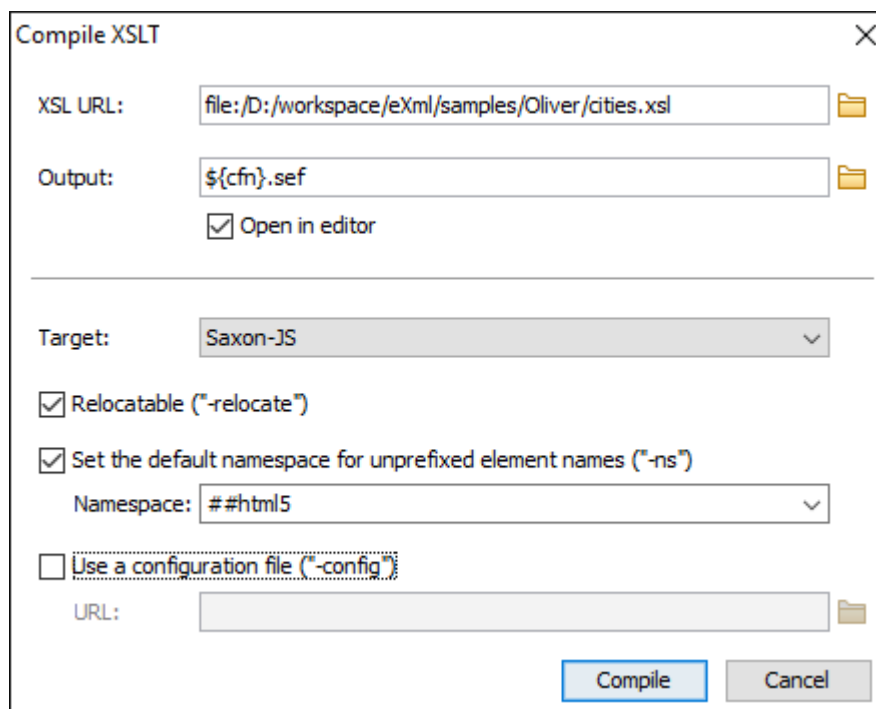 Compile XSLT
XSL URL: file:/D:/workspace/eXml/samples/Oliver/cities.xsl
Output: ${cfn}.sef
Open in editor
Target: Saxon-JS
Relocatable ("-relocate")
Set the default namespace for unprefixed element names ("-ns")
Namespace: ##html5
Use a configuration file ("-config")
URL:
Compile Cancel